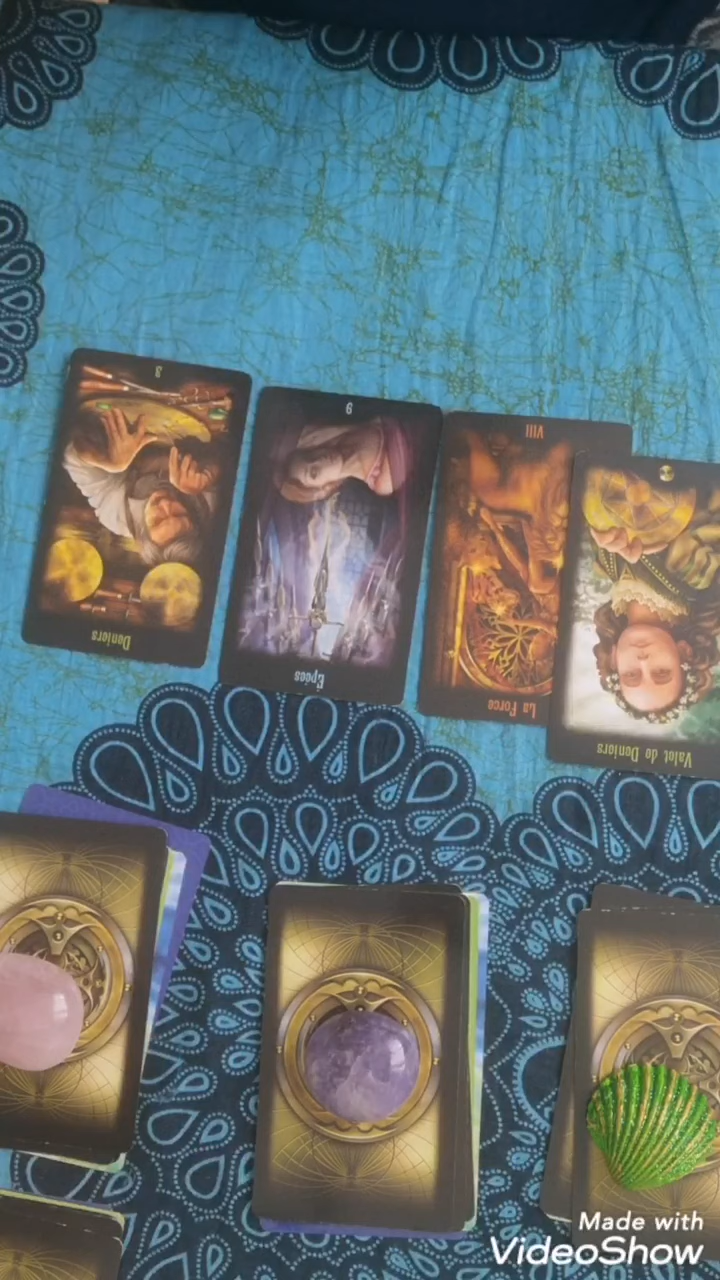 3
Deniers
9
Épées
VIII
La Force
Valet de Deniers
Made with
VideoShow